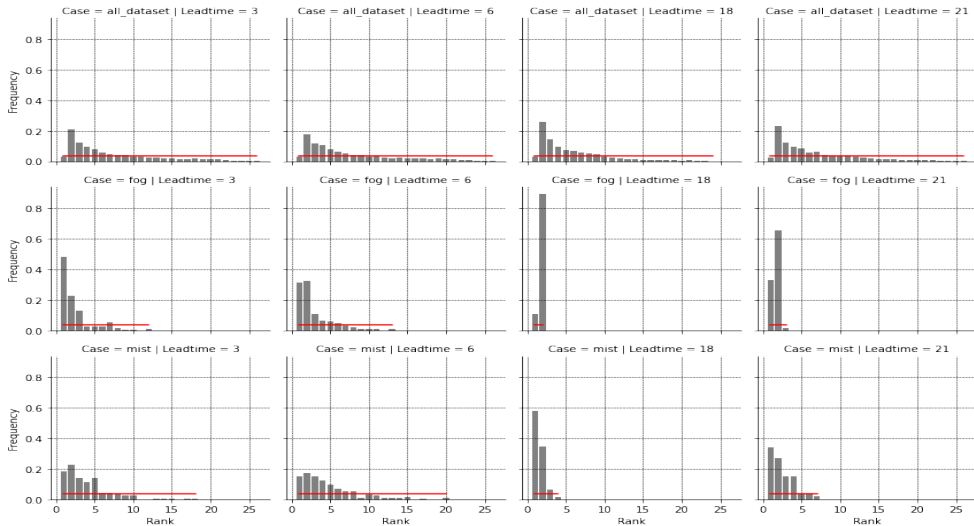 Case = all_dataset | Leadtime = 3
Case = all_dataset | Leadtime = 6
Case = all_dataset | Leadtime = 18
Case = all_dataset | Leadtime = 21
Frequency
0.8
0.6
0.4
0.2
0.0
Case = fog | Leadtime = 3
Case = fog | Leadtime = 6
Case = fog | Leadtime = 18
Case = fog | Leadtime = 21
Frequency
0.8
0.6
0.4
0.2
0.0
Case = mist | Leadtime = 3
Case = mist | Leadtime = 6
Case = mist | Leadtime = 18
Case = mist | Leadtime = 21
Frequency
0.8
0.6
0.4
0.2
0.0
0 5 10 15 20 25
0 5 10 15 20 25
0 5 10 15 20 25
0 5 10 15 20 25
Rank
Rank
Rank
Rank